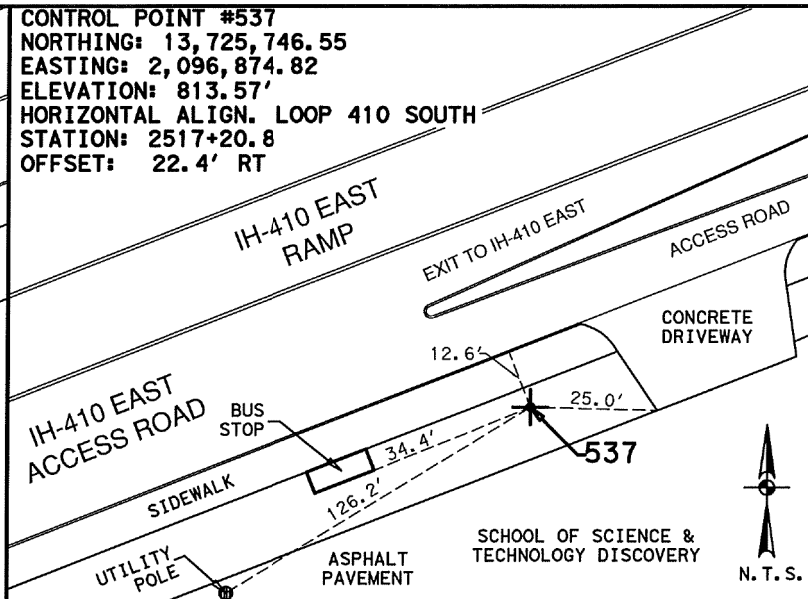 CONTROL POINT #537
NORTHING: 13,725,746.55
EASTING: 2,096,874.82
ELEVATION: 813.57'
HORIZONTAL ALIGN. LOOP 410 SOUTH
STATION: 2517+20.8
OFFSET: 22.4' RT
IH-410 EAST
RAMP
EXIT TO IH-410 EAST
ACCESS ROAD
CONCRETE
DRIVEWAY
12.6'
25.0'
IH-410 EAST
ACCESS ROAD
BUS
STOP
34.4'
537
SIDEWALK
126.2'
UTILITY
POLE
ASPHALT
PAVEMENT
SCHOOL OF SCIENCE &
TECHNOLOGY DISCOVERY
N.T.S.